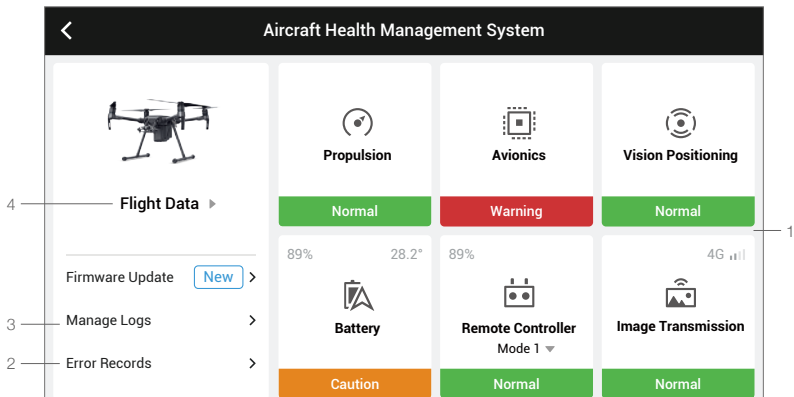 Aircraft Health Management System
Propulsion
Normal
Avionics
Warning
Vision Positioning
Normal
1
4
Flight Data
Firmware Update New
3
Manage Logs
2
Error Records
89% 28.2°
Battery
Caution
89%
Remote Controller
Mode 1
Normal
4G
Image Transmission
Normal